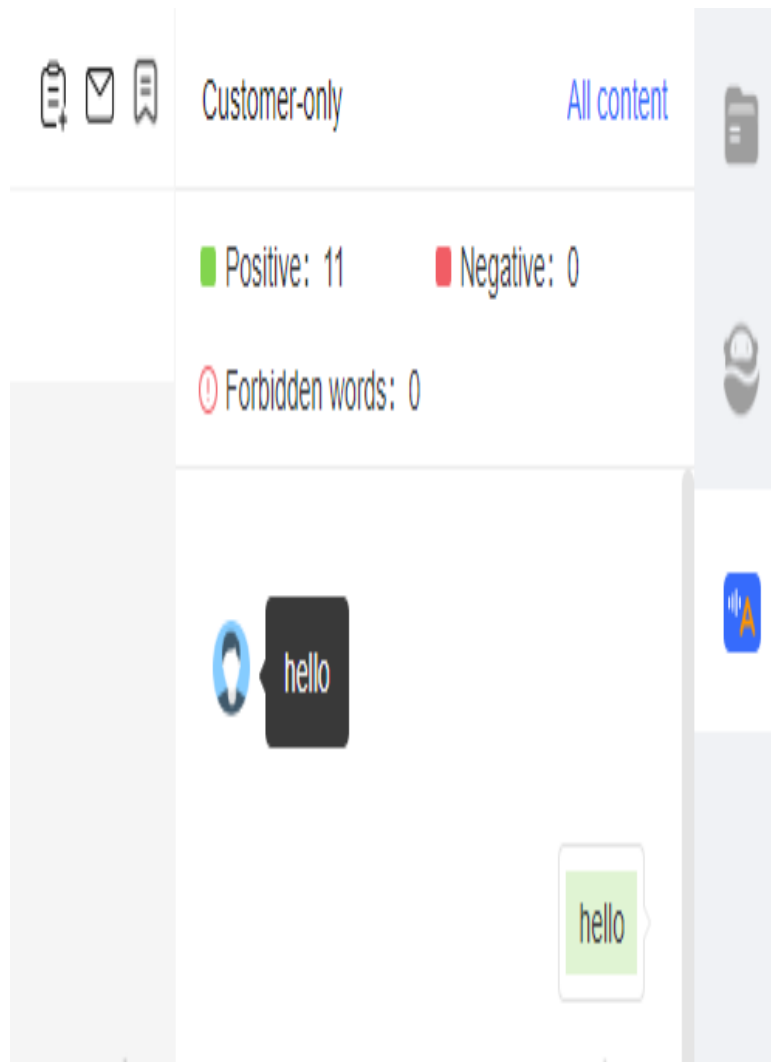 Customer-only All content
Positive: 11 Negative: 0
Forbidden words: 0
hello
A
hello